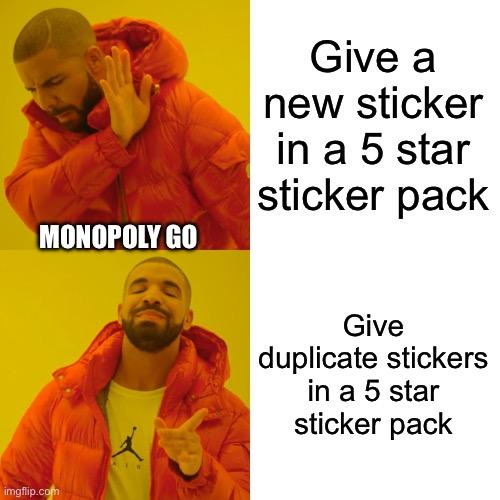 Give a
new sticker
in a 5 star
sticker pack
MONOPOLY GO
Give
duplicate stickers
in a 5 star
sticker pack
AIR
imgflip.com